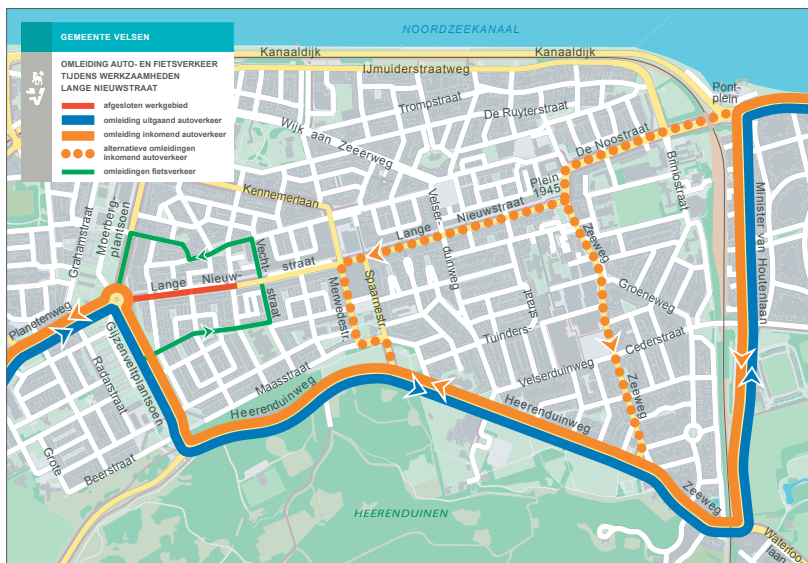 GEMEENTE VELSEN
OMLEIDING AUTO- EN FIETSVERKEER
TIJDENS WERKZAAMHEDEN
LANGE NIEUWSTRAAT
afgesloten werkgebied
omleiding uitgaand autoverkeer
omleiding inkomend autoverkeer
alternatieve omleidingen
inkomend autoverkeer
omleidingen fietsverkeer
NOORDZEEKANAAL
Kanaaldijk
Kanaaldijk
IJmuiderstraatweg
Pont-
plein
Trompstraat
De Ruyterstraat
Wijk aan Zeeërweg
De Noostraat
Plein
1945
Briniostraat
Kennemerlaan
Minister van Houtenlaan
Grahamstraat
Moerberg-
plantsoen
Velser-
duinweg
Lange Nieuwstraat
Zeeweg
Lange Nieuw-
straat
Vecht-
straat
Groeneweg
Merwedestr.
Spaarnestr.
Tuinders-
straat
Cederstraat
Planetenweg
Gijzenveltplantsoen
Radarstraat
Maasstraat
Velserduinweg
Heerenduinweg
Heerenduinweg
Zeeweg
Grote
Beerstraat
Zeeweg
HEERENDUINEN
Waterloo-
laan